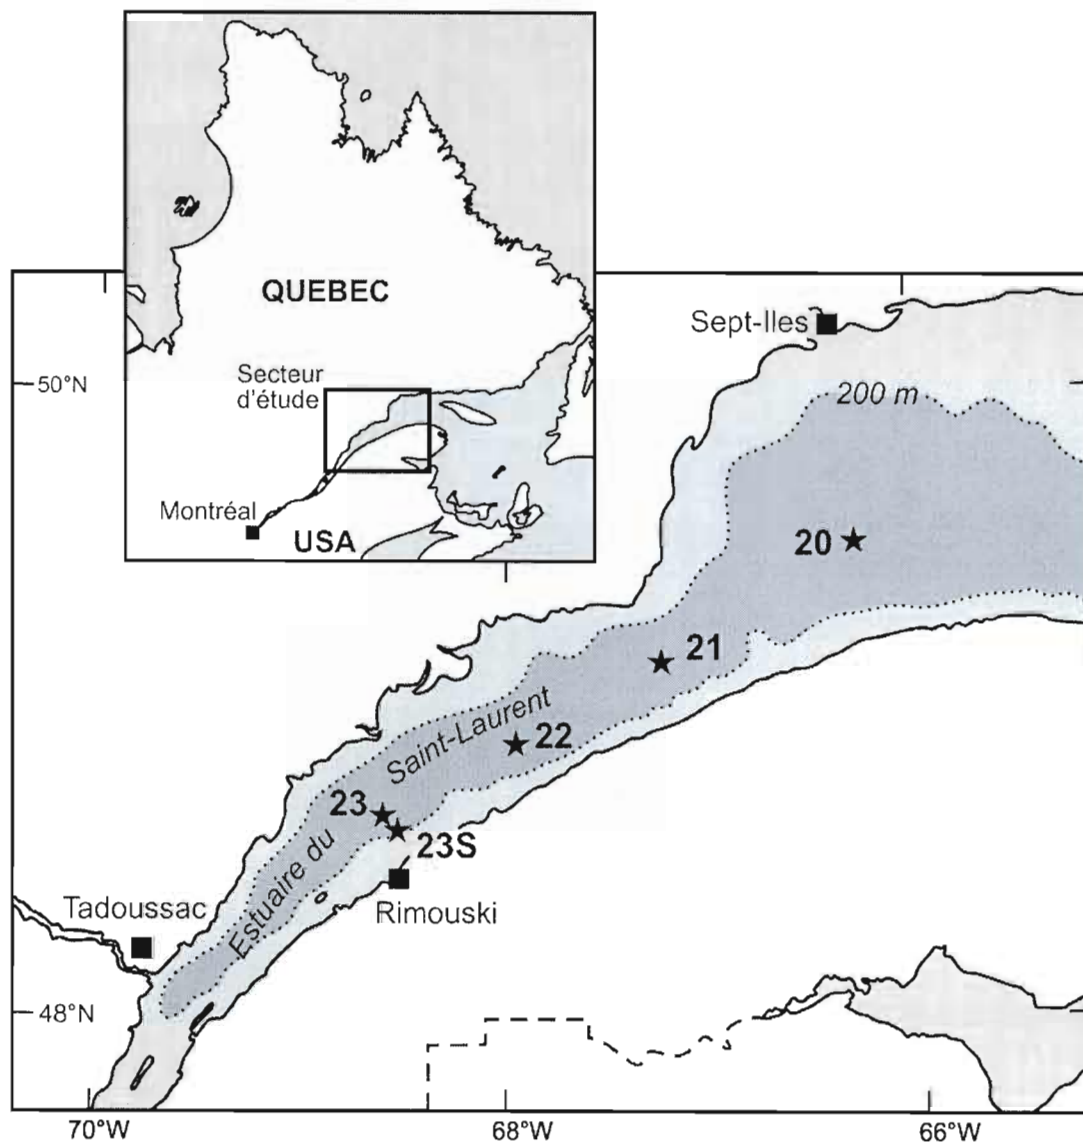 QUEBEC
Secteur
d'étude
Montréal
USA
Sept-Iles
50°N
200 m
20
21
22
Saint-Laurent
23
23S
Estuaire du
Rimouski
Tadoussac
48°N
70°W
68°W
66°W